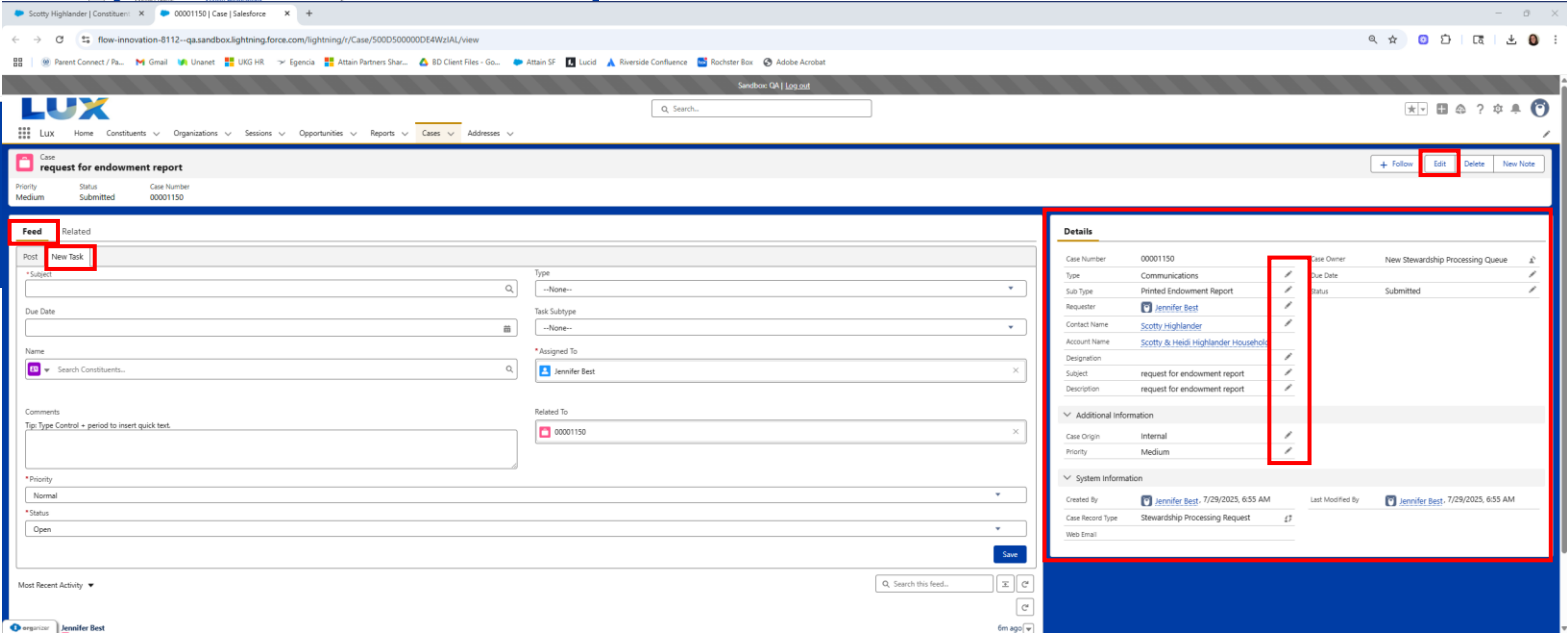 Scotty Highlander | Constituent
00001150 | Case | Salesforce
flow-innovation-8112--qa.sandbox.lightning.force.com/lightning/r/Case/500D500000DE4WzIAL/view
Parent Connect / Pa... Gmail Unanet UKG HR Egencia Attain Partners Shar... BD Client Files - Go... Attain SF Lucid Riverside Confluence Rochster Box Adobe Acrobat
Sandbox: QA | Log out
LUX
Search...
Lux Home Constituents Organizations Sessions Opportunities Reports Cases Addresses
Case
request for endowment report
+ Follow Edit Delete New Note
Priority Status Case Number
Medium Submitted 00001150
Feed Related
Post New Task
*Subject Type
--None--
Due Date Task Subtype
--None--
Name *Assigned To
Search Constituents... Jennifer Best
Comments Related To
Tip: Type Control + period to insert quick text.
00001150
*Priority
Normal
*Status
Open
Save
Most Recent Activity Search this feed...
organizer Jennifer Best 6m ago
Details
Case Number 00001150 Case Owner New Stewardship Processing Queue
Type Communications Due Date
Sub Type Printed Endowment Report Status Submitted
Requester Jennifer Best
Contact Name Scotty Highlander
Account Name Scotty & Heidi Highlander Household
Designation
Subject request for endowment report
Description request for endowment report
Additional Information
Case Origin Internal
Priority Medium
System Information
Created By Jennifer Best, 7/29/2025, 6:55 AM Last Modified By Jennifer Best, 7/29/2025, 6:55 AM
Case Record Type Stewardship Processing Request
Web Email